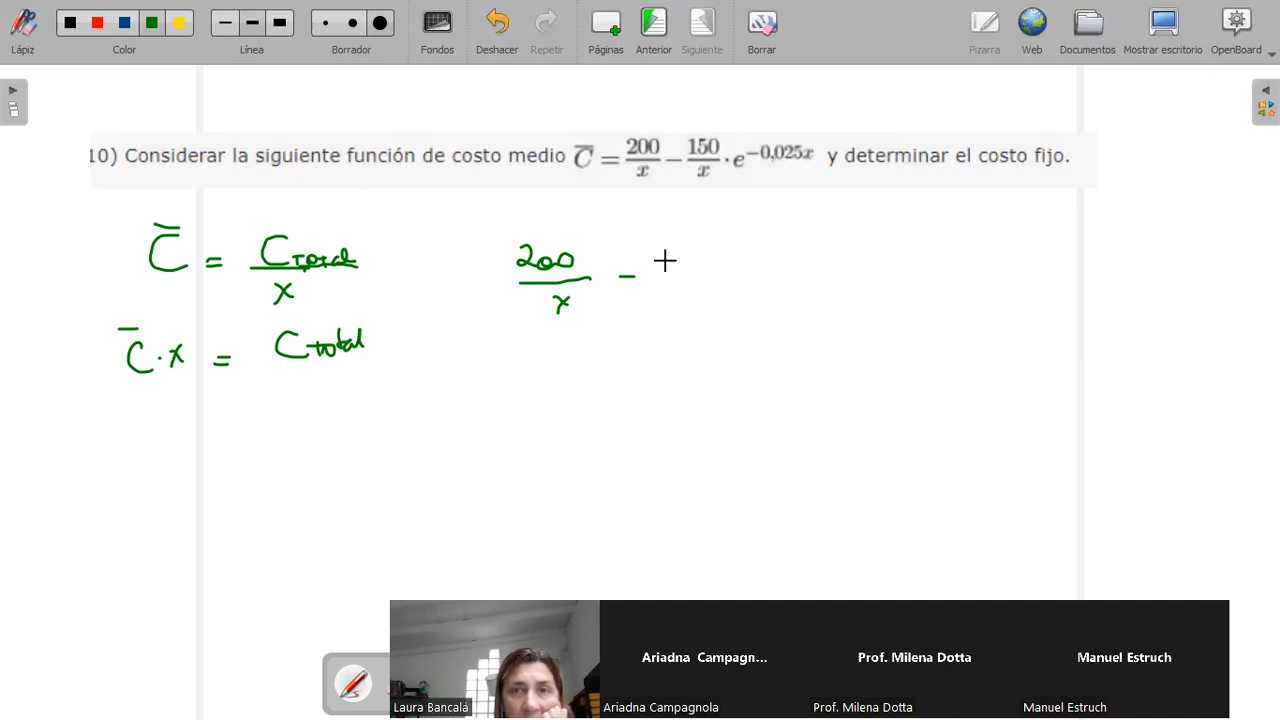 Lápiz Color Línea Borrador Fondos Deshacer Repetir Páginas Anterior Siguiente Borrar Pizarra Web Documentos Mostrar escritorio OpenBoard
10) Considerar la siguiente función de costo medio C̅ = 200/x − 150/x · e^−0,025x y determinar el costo fijo.
C̅ = C total / x
200 / x −
C̅ · x = C total
Ariadna Campagn...
Prof. Milena Dotta
Manuel Estruch
Laura Bancalá
Ariadna Campagnola
Prof. Milena Dotta
Manuel Estruch